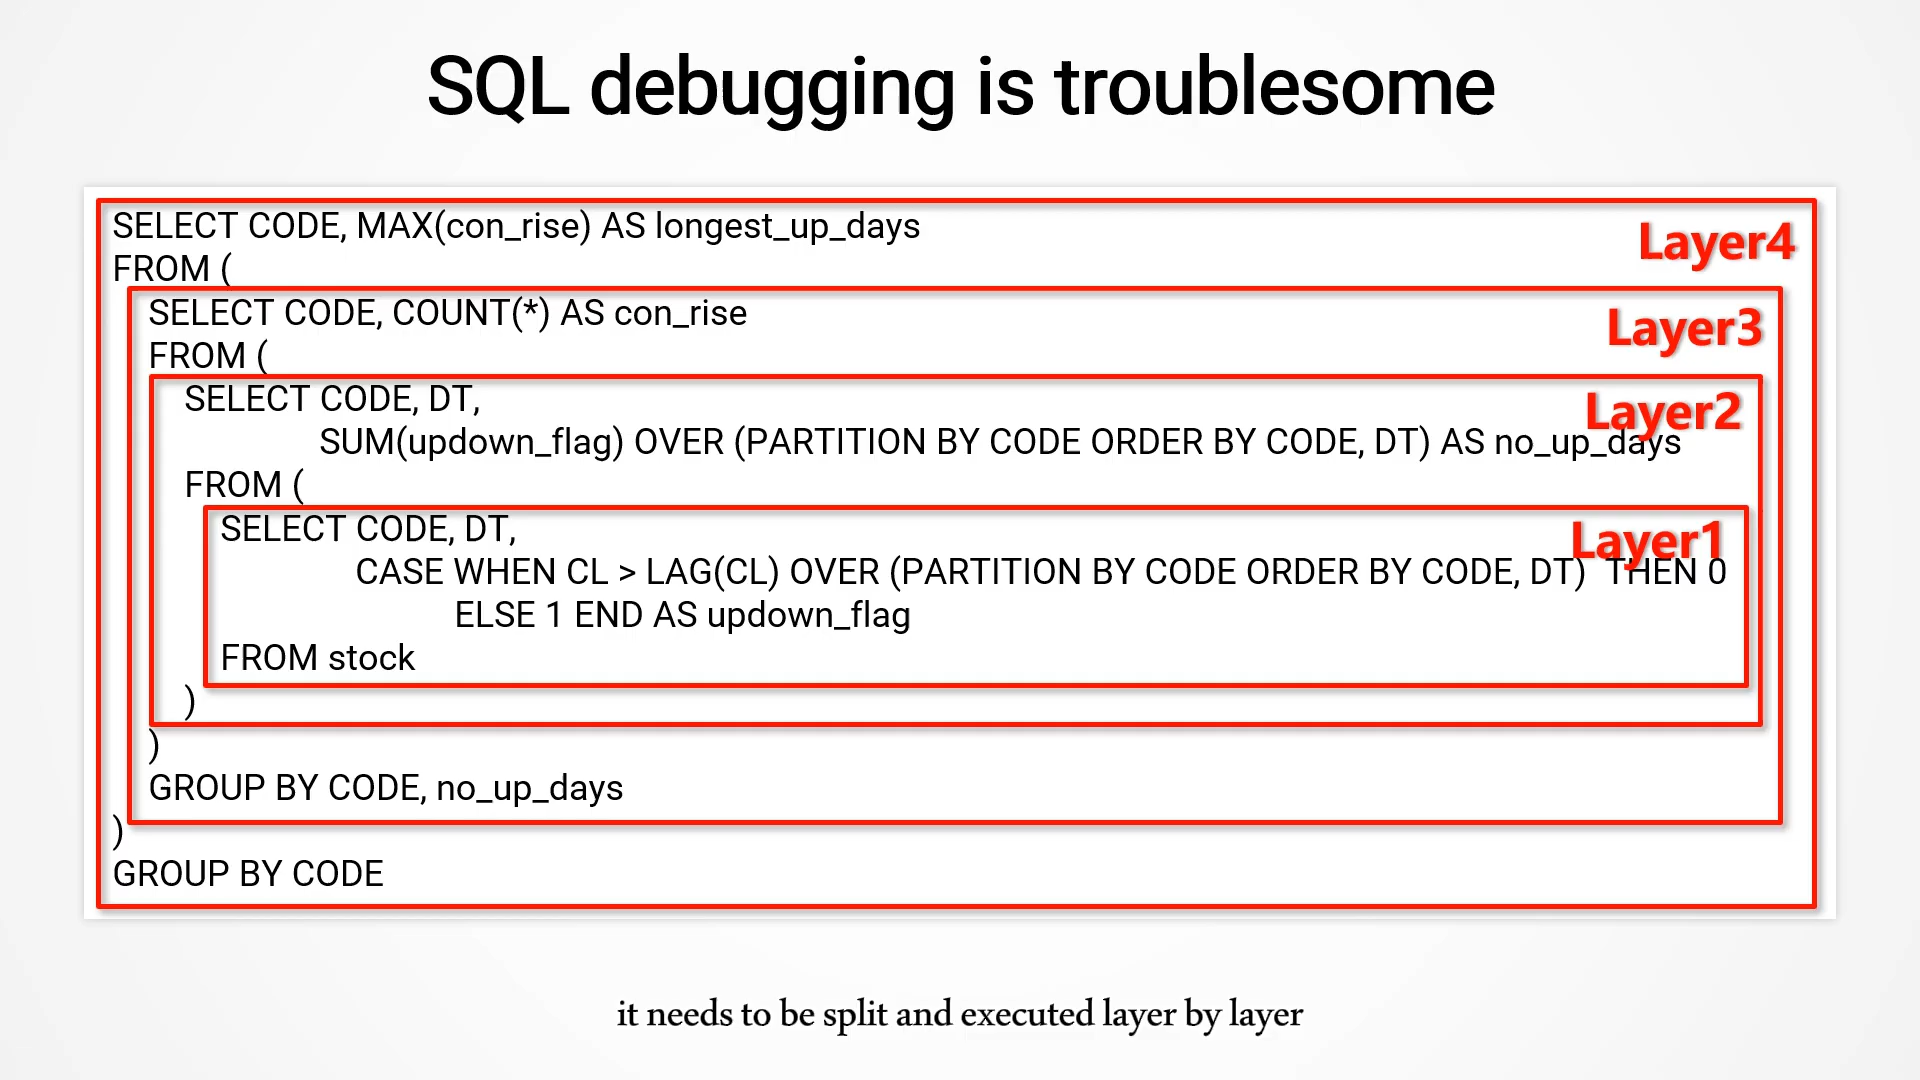 SQL debugging is troublesome
SELECT CODE, MAX(con_rise) AS longest_up_days
Layer4
FROM (
SELECT CODE, COUNT(*) AS con_rise
Layer3
FROM (
SELECT CODE, DT,
Layer2
SUM(updown_flag) OVER (PARTITION BY CODE ORDER BY CODE, DT) AS no_up_days
FROM (
SELECT CODE, DT,
Layer1
CASE WHEN CL > LAG(CL) OVER (PARTITION BY CODE ORDER BY CODE, DT) THEN 0
ELSE 1 END AS updown_flag
FROM stock
)
)
GROUP BY CODE, no_up_days
)
GROUP BY CODE
it needs to be split and executed layer by layer